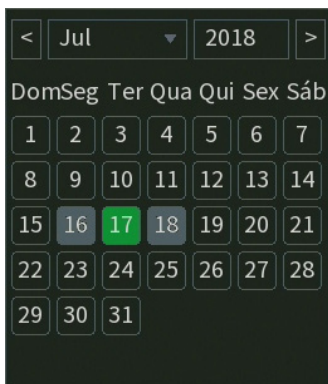 < Jul 2018 >
Dom Seg Ter Qua Qui Sex Sáb
1 2 3 4 5 6 7
8 9 10 11 12 13 14
15 16 17 18 19 20 21
22 23 24 25 26 27 28
29 30 31